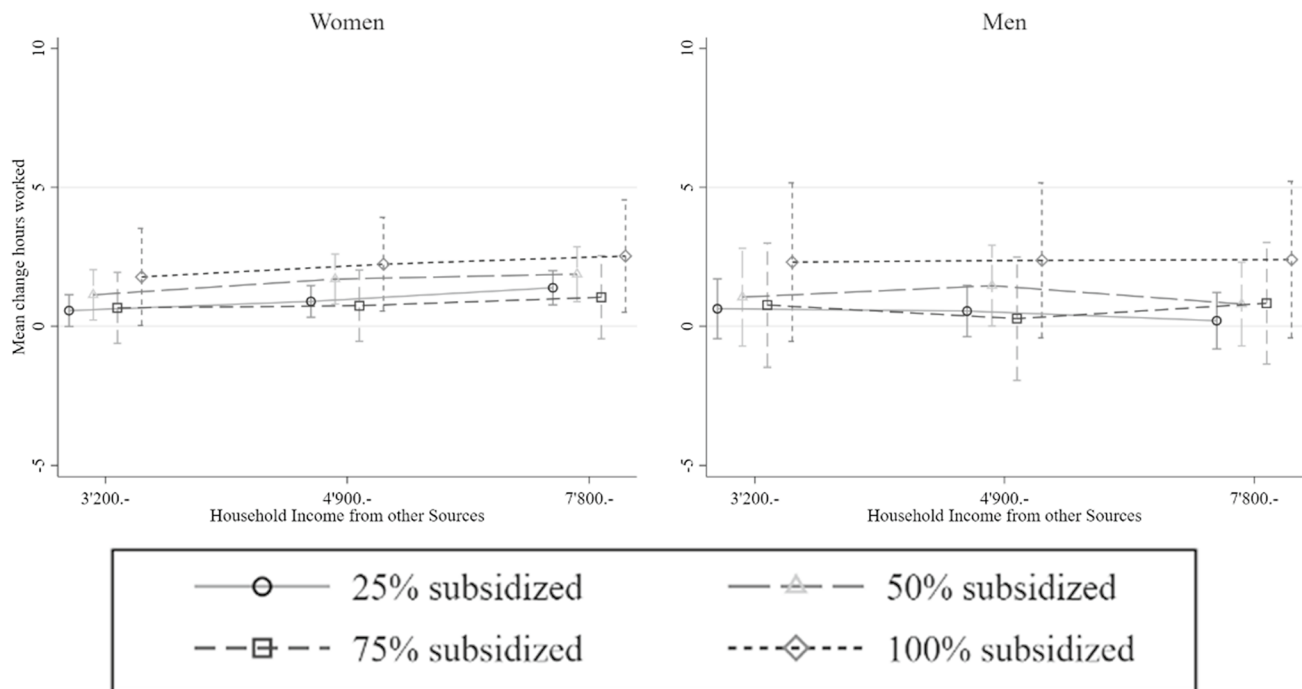 Women
Men
Mean change hours worked
10
5
0
-5
3'200.-
4'900.-
7'800.-
Household Income from other Sources
10
5
0
-5
3'200.-
4'900.-
7'800.-
Household Income from other Sources
25% subsidized
50% subsidized
75% subsidized
100% subsidized